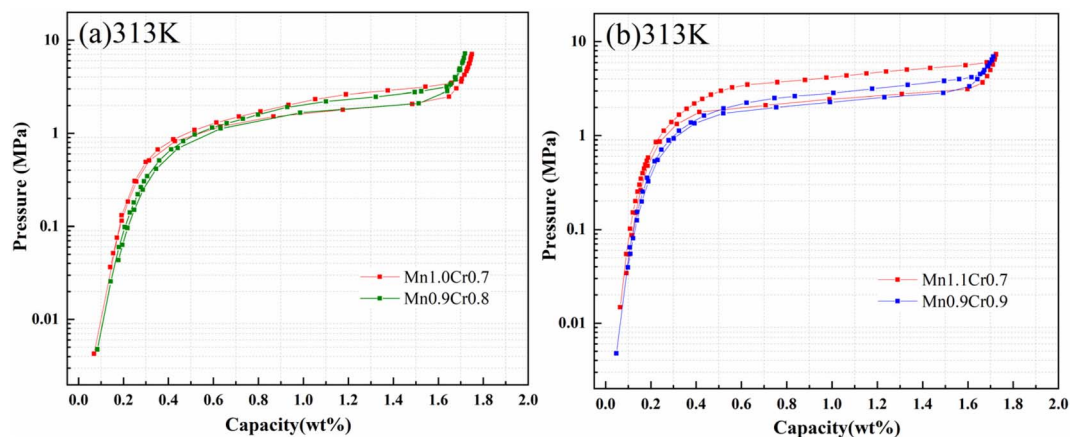 (a)313K
10
1
0.1
0.01
Pressure (MPa)
Mn1.0Cr0.7
Mn0.9Cr0.8
0.0 0.2 0.4 0.6 0.8 1.0 1.2 1.4 1.6 1.8 2.0
Capacity(wt%)
(b)313K
10
1
0.1
0.01
Pressure (MPa)
Mn1.1Cr0.7
Mn0.9Cr0.9
0.0 0.2 0.4 0.6 0.8 1.0 1.2 1.4 1.6 1.8 2.0
Capacity(wt%)